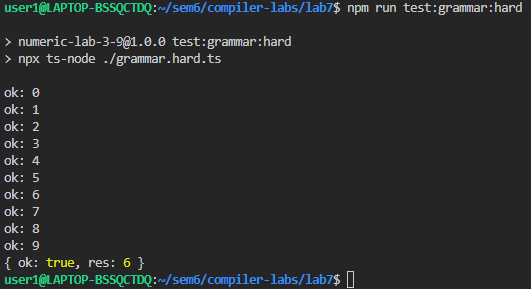 user1@LAPTOP-BSSQCTDQ:~/sem6/compiler-labs/lab7$ npm run test:grammar:hard
> numeric-lab-3-9@1.0.0 test:grammar:hard
> npx ts-node ./grammar.hard.ts
ok: 0
ok: 1
ok: 2
ok: 3
ok: 4
ok: 5
ok: 6
ok: 7
ok: 8
ok: 9
{ ok: true, res: 6 }
user1@LAPTOP-BSSQCTDQ:~/sem6/compiler-labs/lab7$